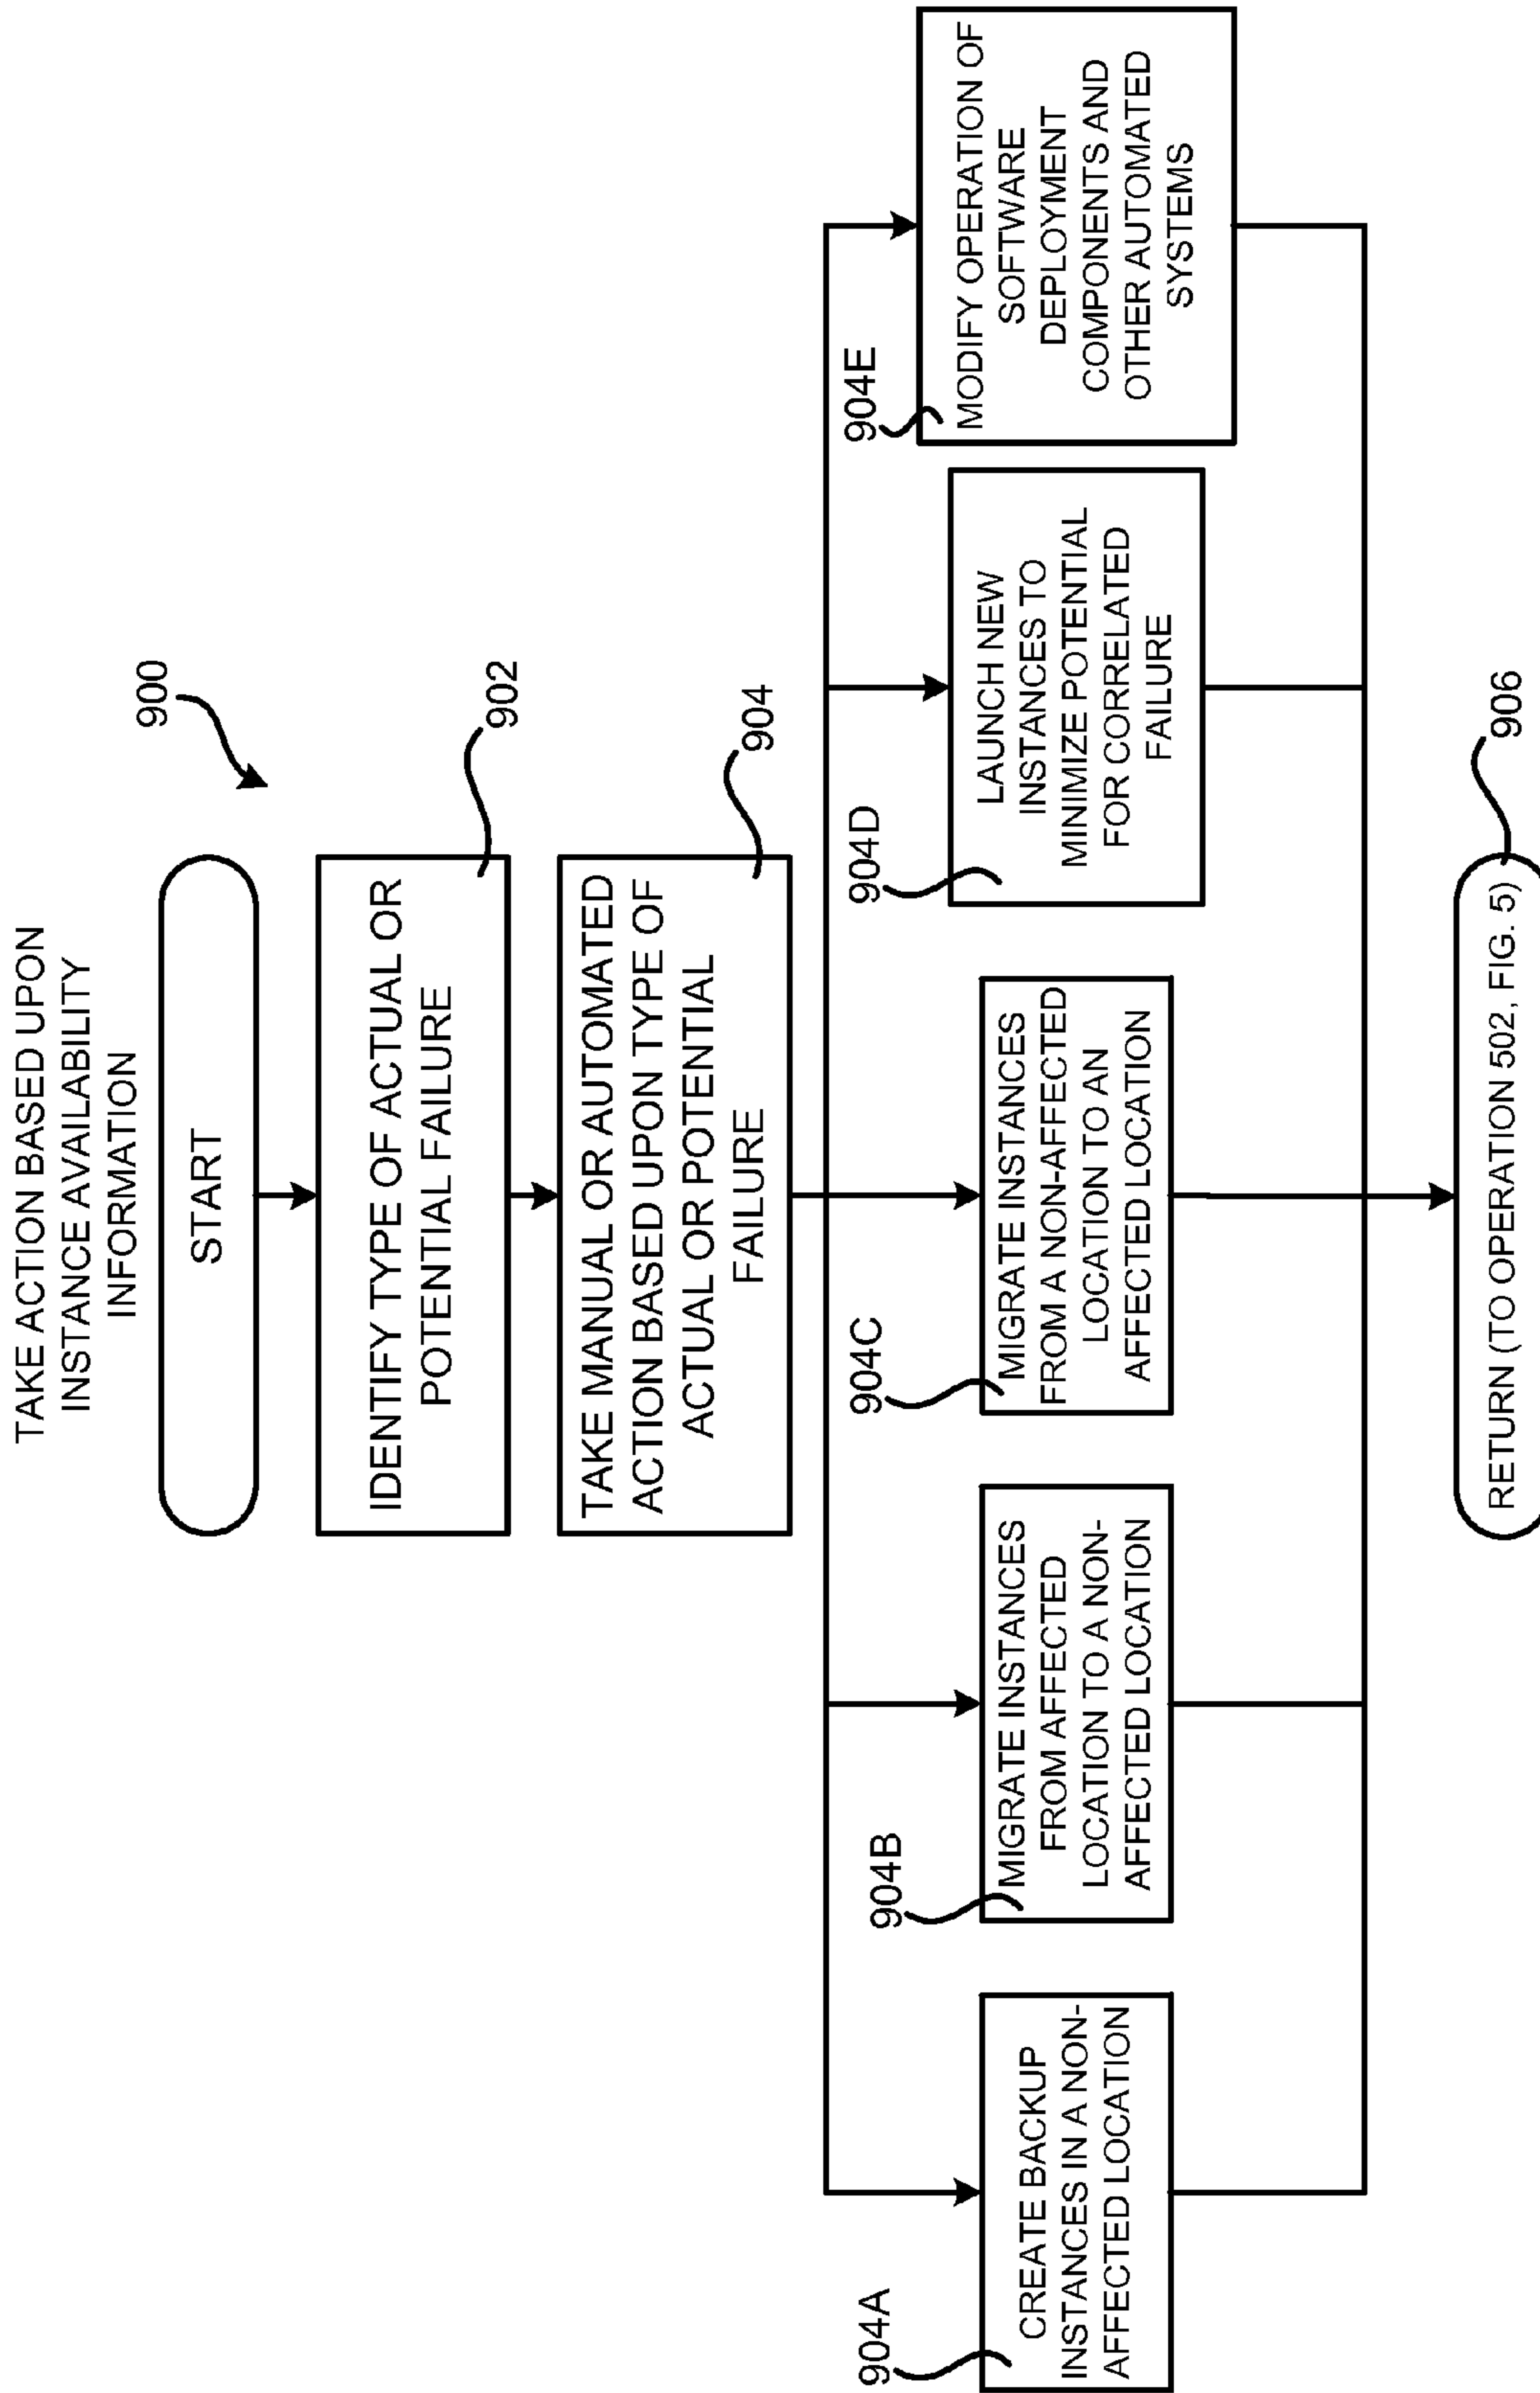 TAKE ACTION BASED UPON
INSTANCE AVAILABILITY
INFORMATION
900
START
IDENTIFY TYPE OF ACTUAL OR
POTENTIAL FAILURE
902
TAKE MANUAL OR AUTOMATED
ACTION BASED UPON TYPE OF
ACTUAL OR POTENTIAL
FAILURE
904
904A
CREATE BACKUP
INSTANCES IN A NON-
AFFECTED LOCATION
904B
MIGRATE INSTANCES
FROM AFFECTED
LOCATION TO A NON-
AFFECTED LOCATION
904C
MIGRATE INSTANCES
FROM A NON-AFFECTED
LOCATION TO AN
AFFECTED LOCATION
904D
LAUNCH NEW
INSTANCES TO
MINIMIZE POTENTIAL
FOR CORRELATED
FAILURE
904E
MODIFY OPERATION OF
SOFTWARE
DEPLOYMENT
COMPONENTS AND
OTHER AUTOMATED
SYSTEMS
RETURN (TO OPERATION 502, FIG. 5)
906